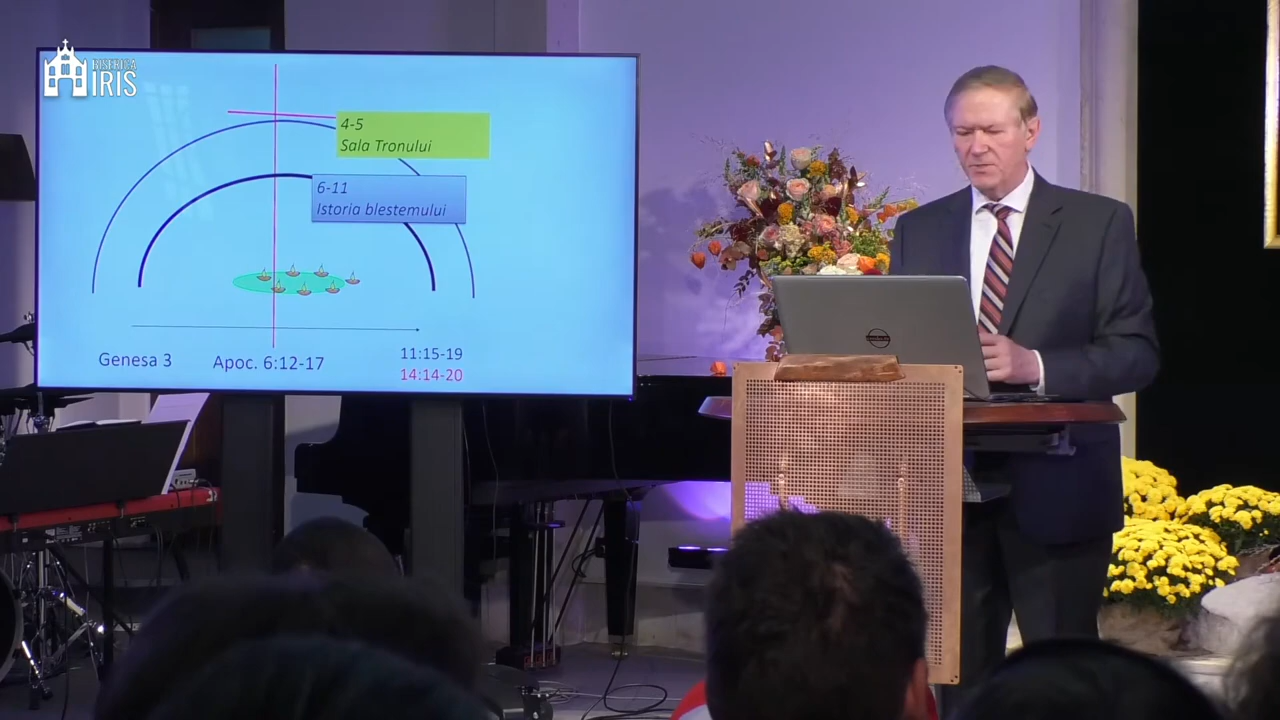 BISERICA
IRIS
4-5
Sala Tronului
6-11
Istoria blestemului
Genesa 3
Apoc. 6:12-17
11:15-19
14:14-20